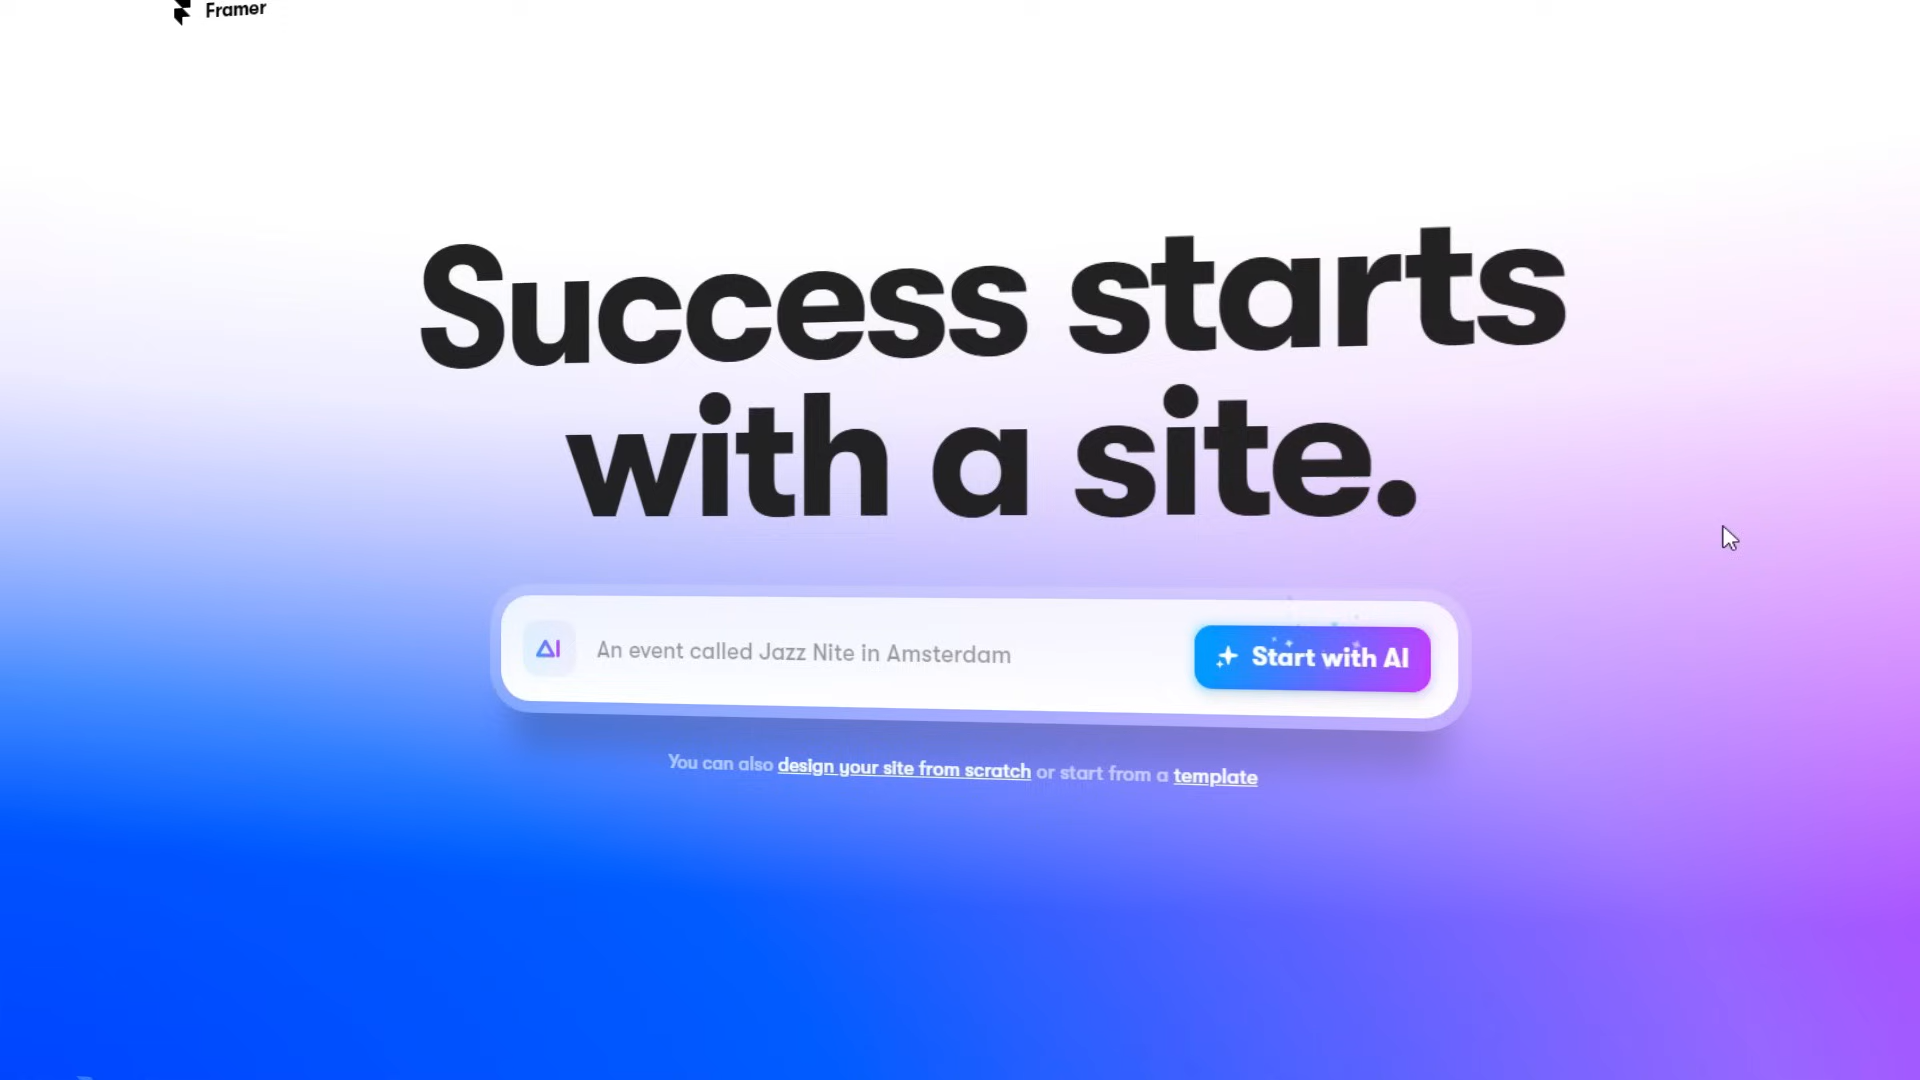 Framer
Success starts
with a site.
AI
An event called Jazz Nite in Amsterdam
Start with AI
You can also design your site from scratch or start from a template